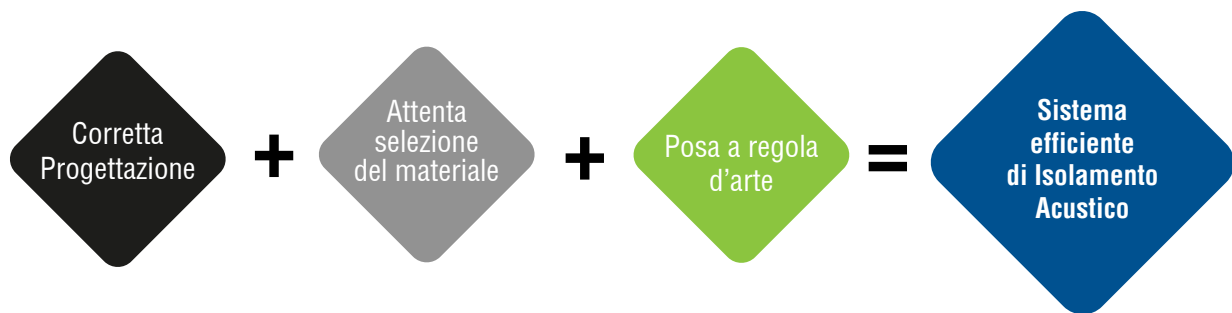 Corretta
Progettazione
+
Attenta
selezione
del materiale
+
Posa a regola
d’arte
=
Sistema
efficiente
di Isolamento
Acustico